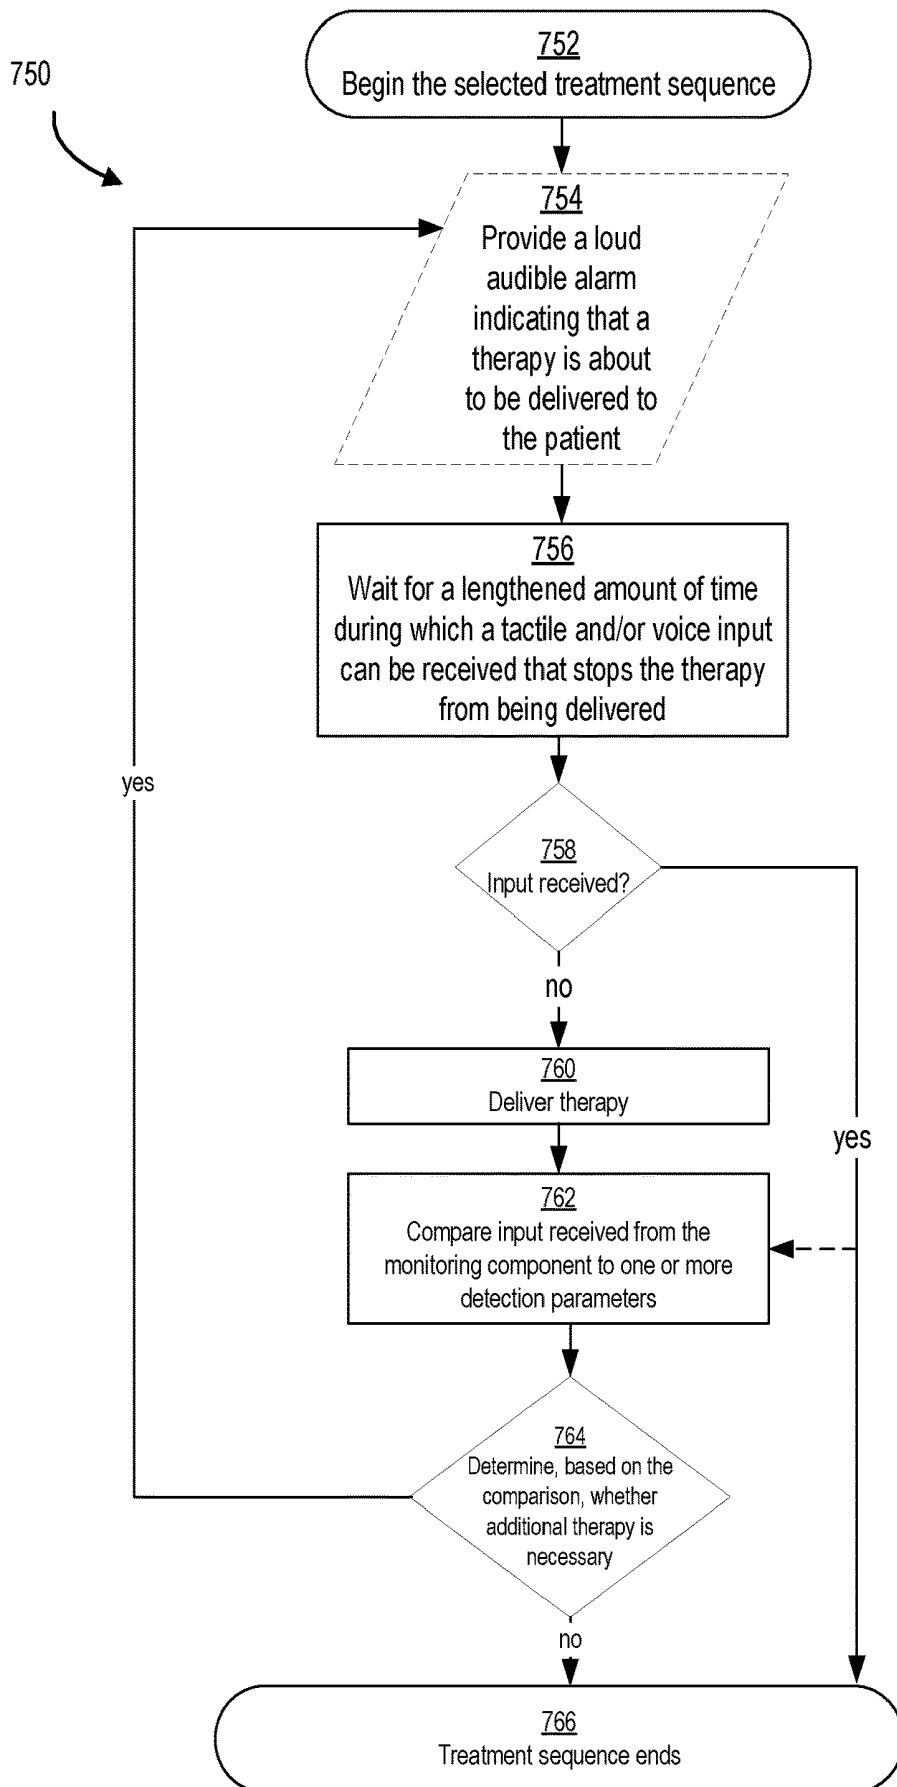 752
Begin the selected treatment sequence
750
754
Provide a loud
audible alarm
indicating that a
therapy is about
to be delivered to
the patient
756
Wait for a lengthened amount of time
during which a tactile and/or voice input
can be received that stops the therapy
from being delivered
yes
758
Input received?
no
760
Deliver therapy
yes
762
Compare input received from the
monitoring component to one or more
detection parameters
764
Determine, based on the
comparison, whether
additional therapy is
necessary
no
766
Treatment sequence ends